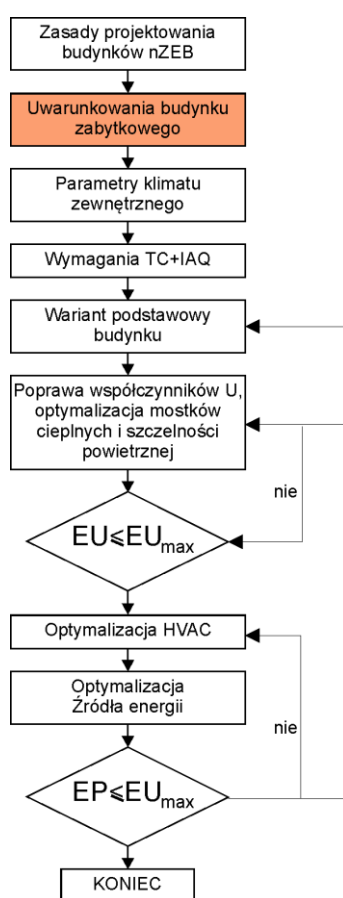 Zasady projektowania
budynków nZEB
Uwarunkowania budynku
zabytkowego
Parametry klimatu
zewnętrznego
Wymagania TC+IAQ
Wariant podstawowy
budynku
Poprawa współczynników U,
optymalizacja mostków
cieplnych i szczelności
powietrznej
nie
EU⩽EUmax
Optymalizacja HVAC
Optymalizacja
Źródła energii
nie
EP⩽EUmax
KONIEC